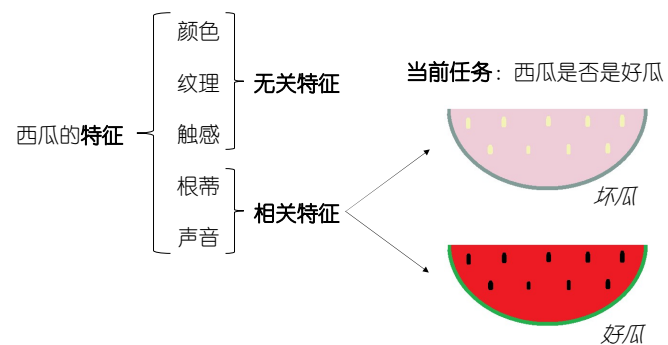 颜色
纹理
触感
根蒂
声音
西瓜的特征
无关特征
相关特征
当前任务：西瓜是否是好瓜
坏瓜
好瓜